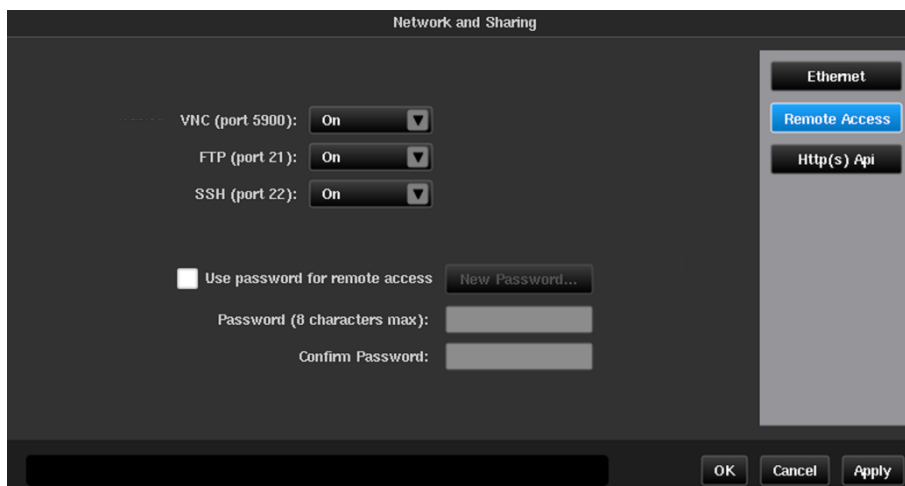 Network and Sharing
Ethernet
VNC (port 5900): On
Remote Access
FTP (port 21): On
Http(s) Api
SSH (port 22): On
Use password for remote access New Password...
Password (8 characters max):
Confirm Password:
OK Cancel Apply